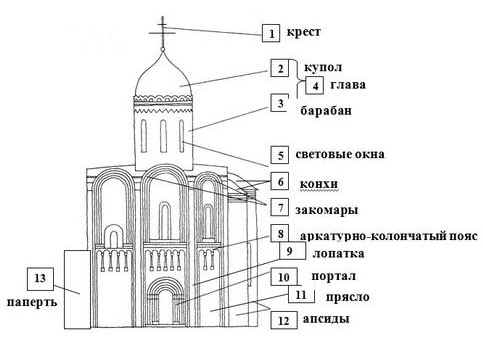 1 крест
2 купол
4 глава
3 барабан
5 световые окна
6 конхи
7 закомары
8 аркатурно-колончатый пояс
9 лопатка
10 портал
11 прясло
12 апсиды
13
паперть